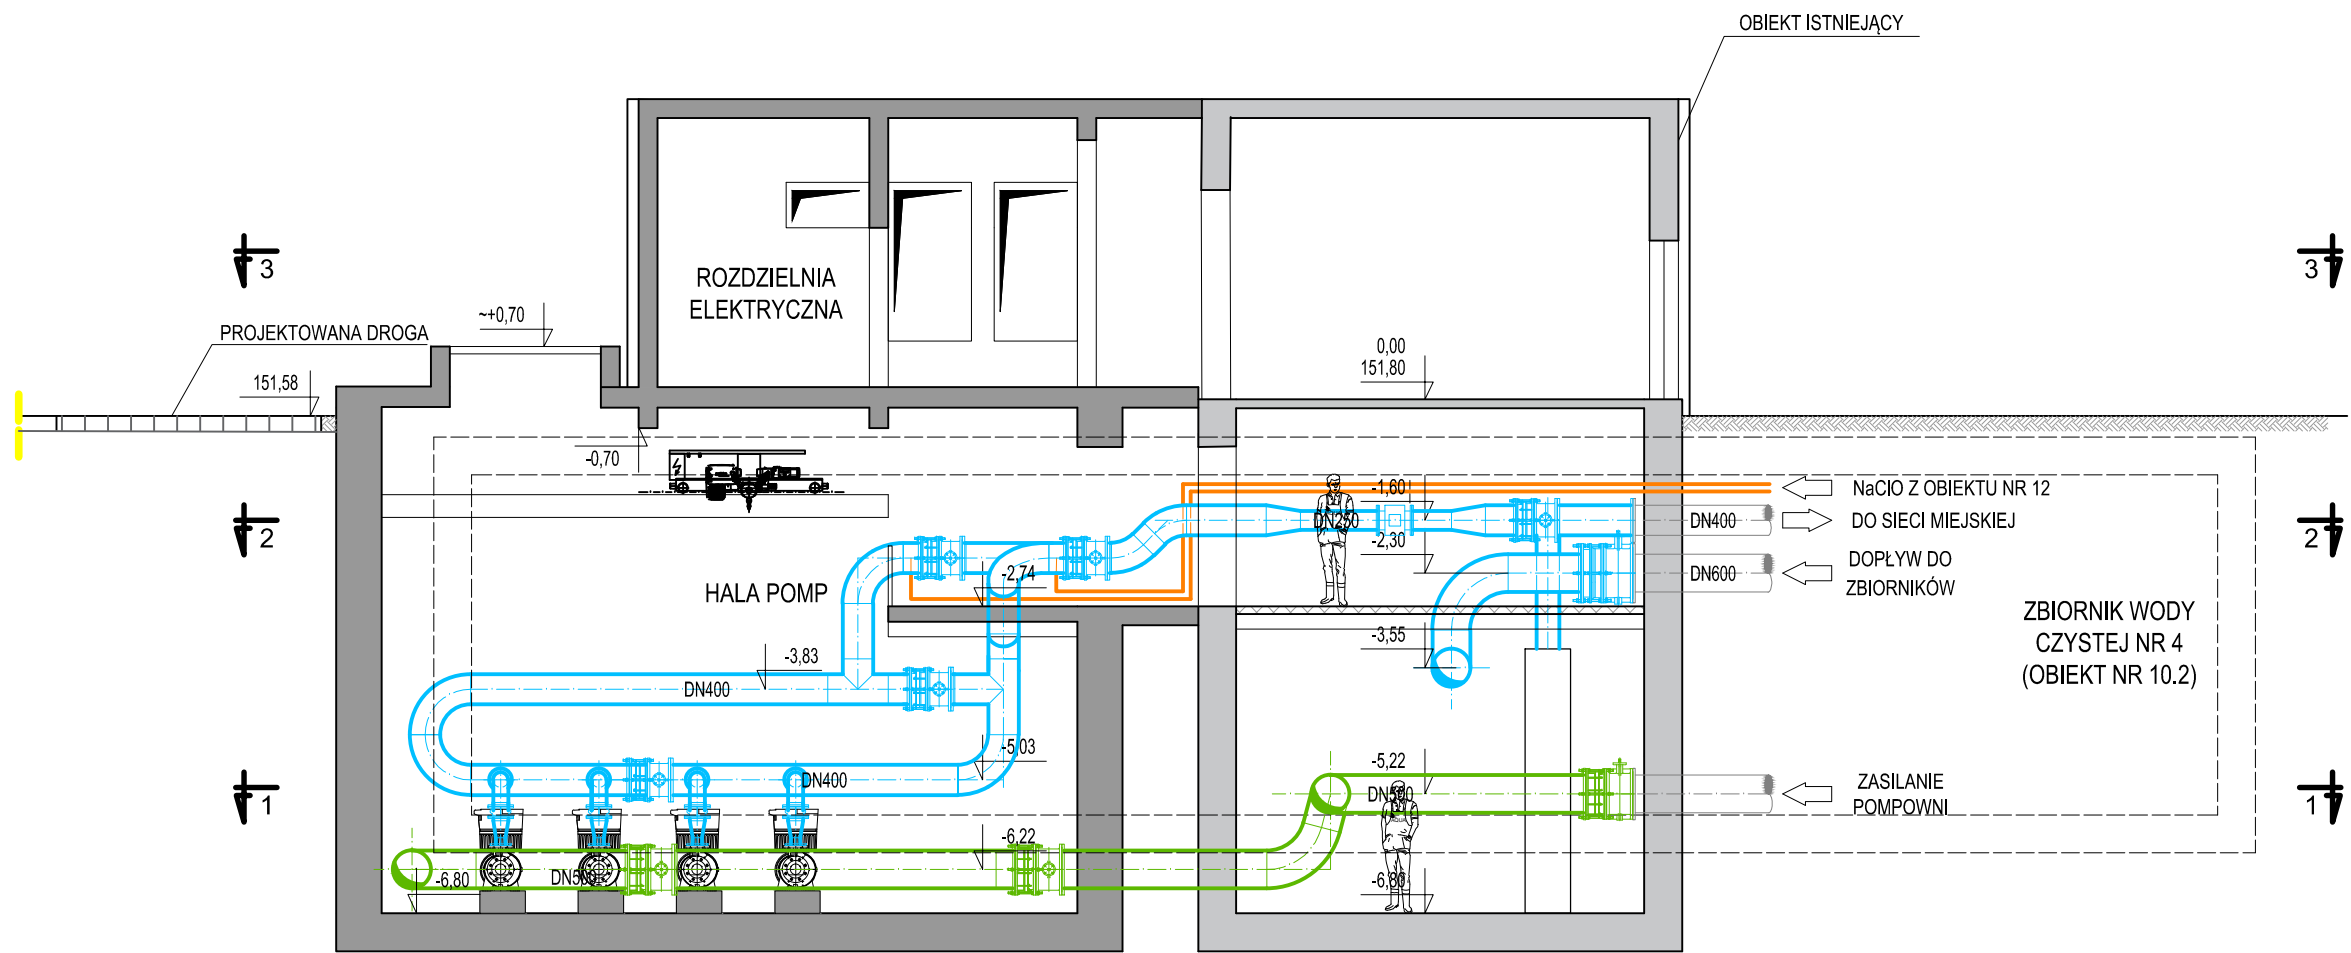 OBIEKT ISTNIEJĄCY
3
3
ROZDZIELNIA
ELEKTRYCZNA
~+0,70
PROJEKTOWANA DROGA
151,58
0,00
151,80
-0,70
-1,60
NaClO Z OBIEKTU NR 12
2
DN250
DN400
DO SIECI MIEJSKIEJ
2
-2,30
DOPŁYW DO
ZBIORNIKÓW
DN600
-2,74
HALA POMP
ZBIORNIK WODY
CZYSTEJ NR 4
(OBIEKT NR 10.2)
-3,55
-3,83
DN400
-5,03
DN400
-5,22
DN500
ZASILANIE
POMPOWNI
1
1
-6,22
DN500
-6,80
-6,80